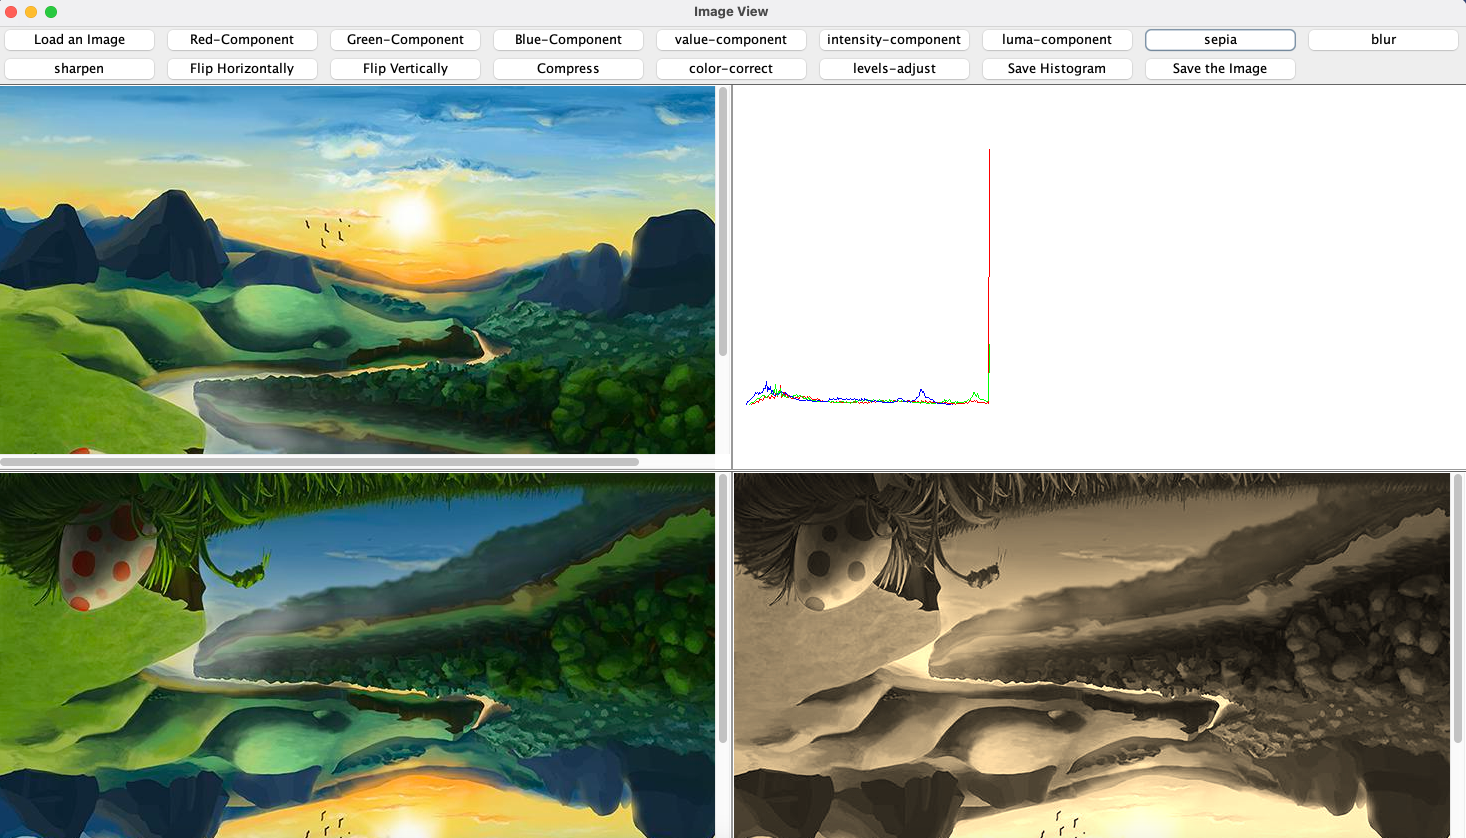 Image View
Load an Image Red-Component Green-Component Blue-Component value-component intensity-component luma-component sepia blur
sharpen Flip Horizontally Flip Vertically Compress color-correct levels-adjust Save Histogram Save the Image